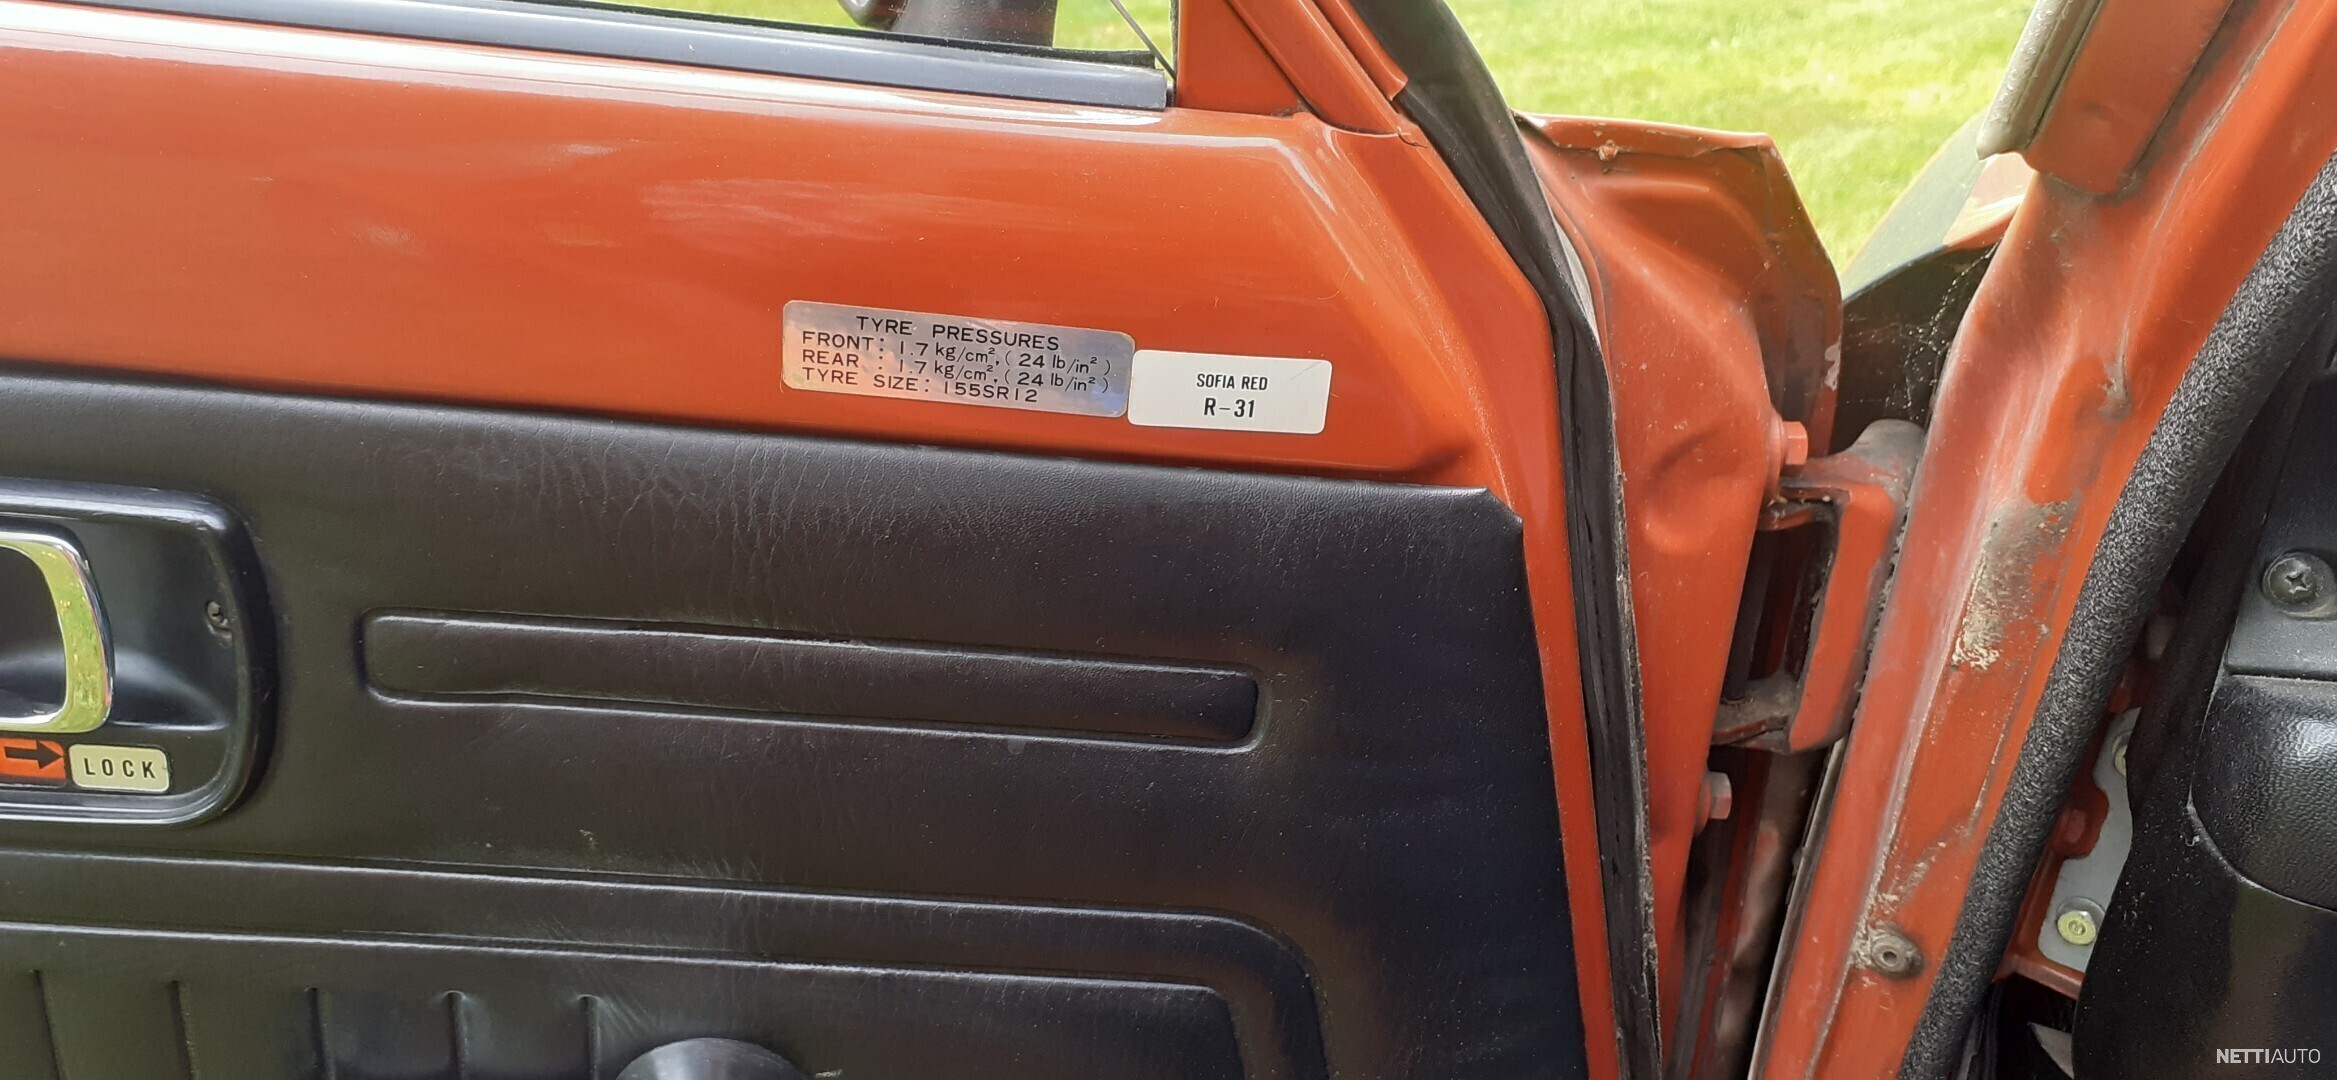 TYRE PRESSURES
FRONT: 1.7 kg/cm², (24 lb/in²)
REAR : 1.7 kg/cm², (24 lb/in²)
TYRE SIZE: 155SR12
SOFIA RED
R-31
LOCK
NETTIAUTO